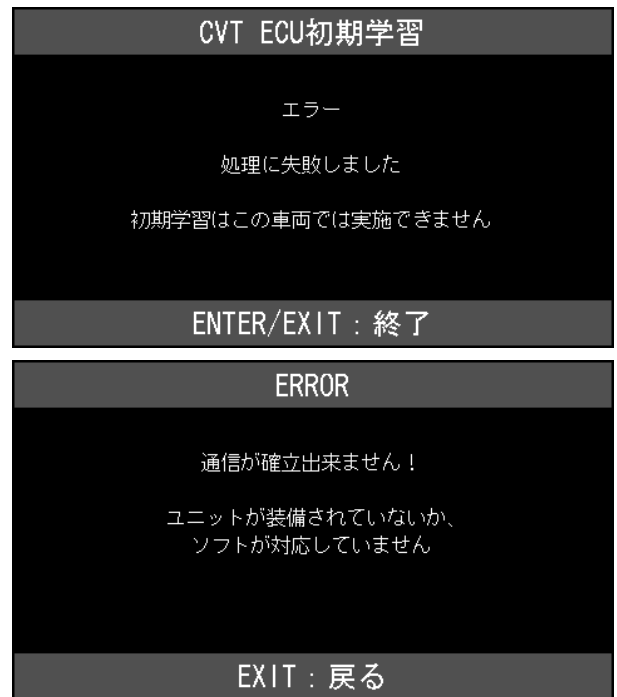 CVT ECU初期学習
エラー
処理に失敗しました
初期学習はこの車両では実施できません
ENTER/EXIT：終了
ERROR
通信が確立出来ません！
ユニットが装備されていないか、
ソフトが対応していません
EXIT：戻る